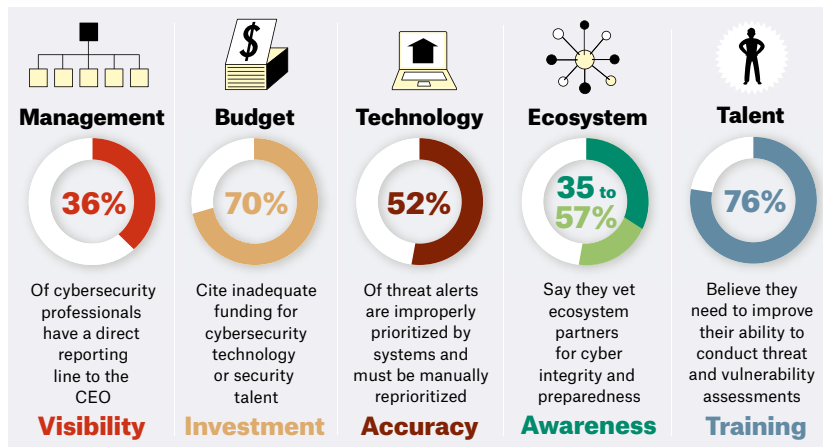 $
Management
36%
Of cybersecurity
professionals
have a direct
reporting
line to the
CEO
Visibility
Budget
70%
Cite inadequate
funding for
cybersecurity
technology
or security
talent
Investment
Technology
52%
Of threat alerts
are improperly
prioritized by
systems and
must be manually
reprioritized
Accuracy
Ecosystem
35 to
57%
Say they vet
ecosystem
partners
for cyber
integrity and
preparedness
Awareness
Talent
76%
Believe they
need to improve
their ability to
conduct threat
and vulnerability
assessments
Training